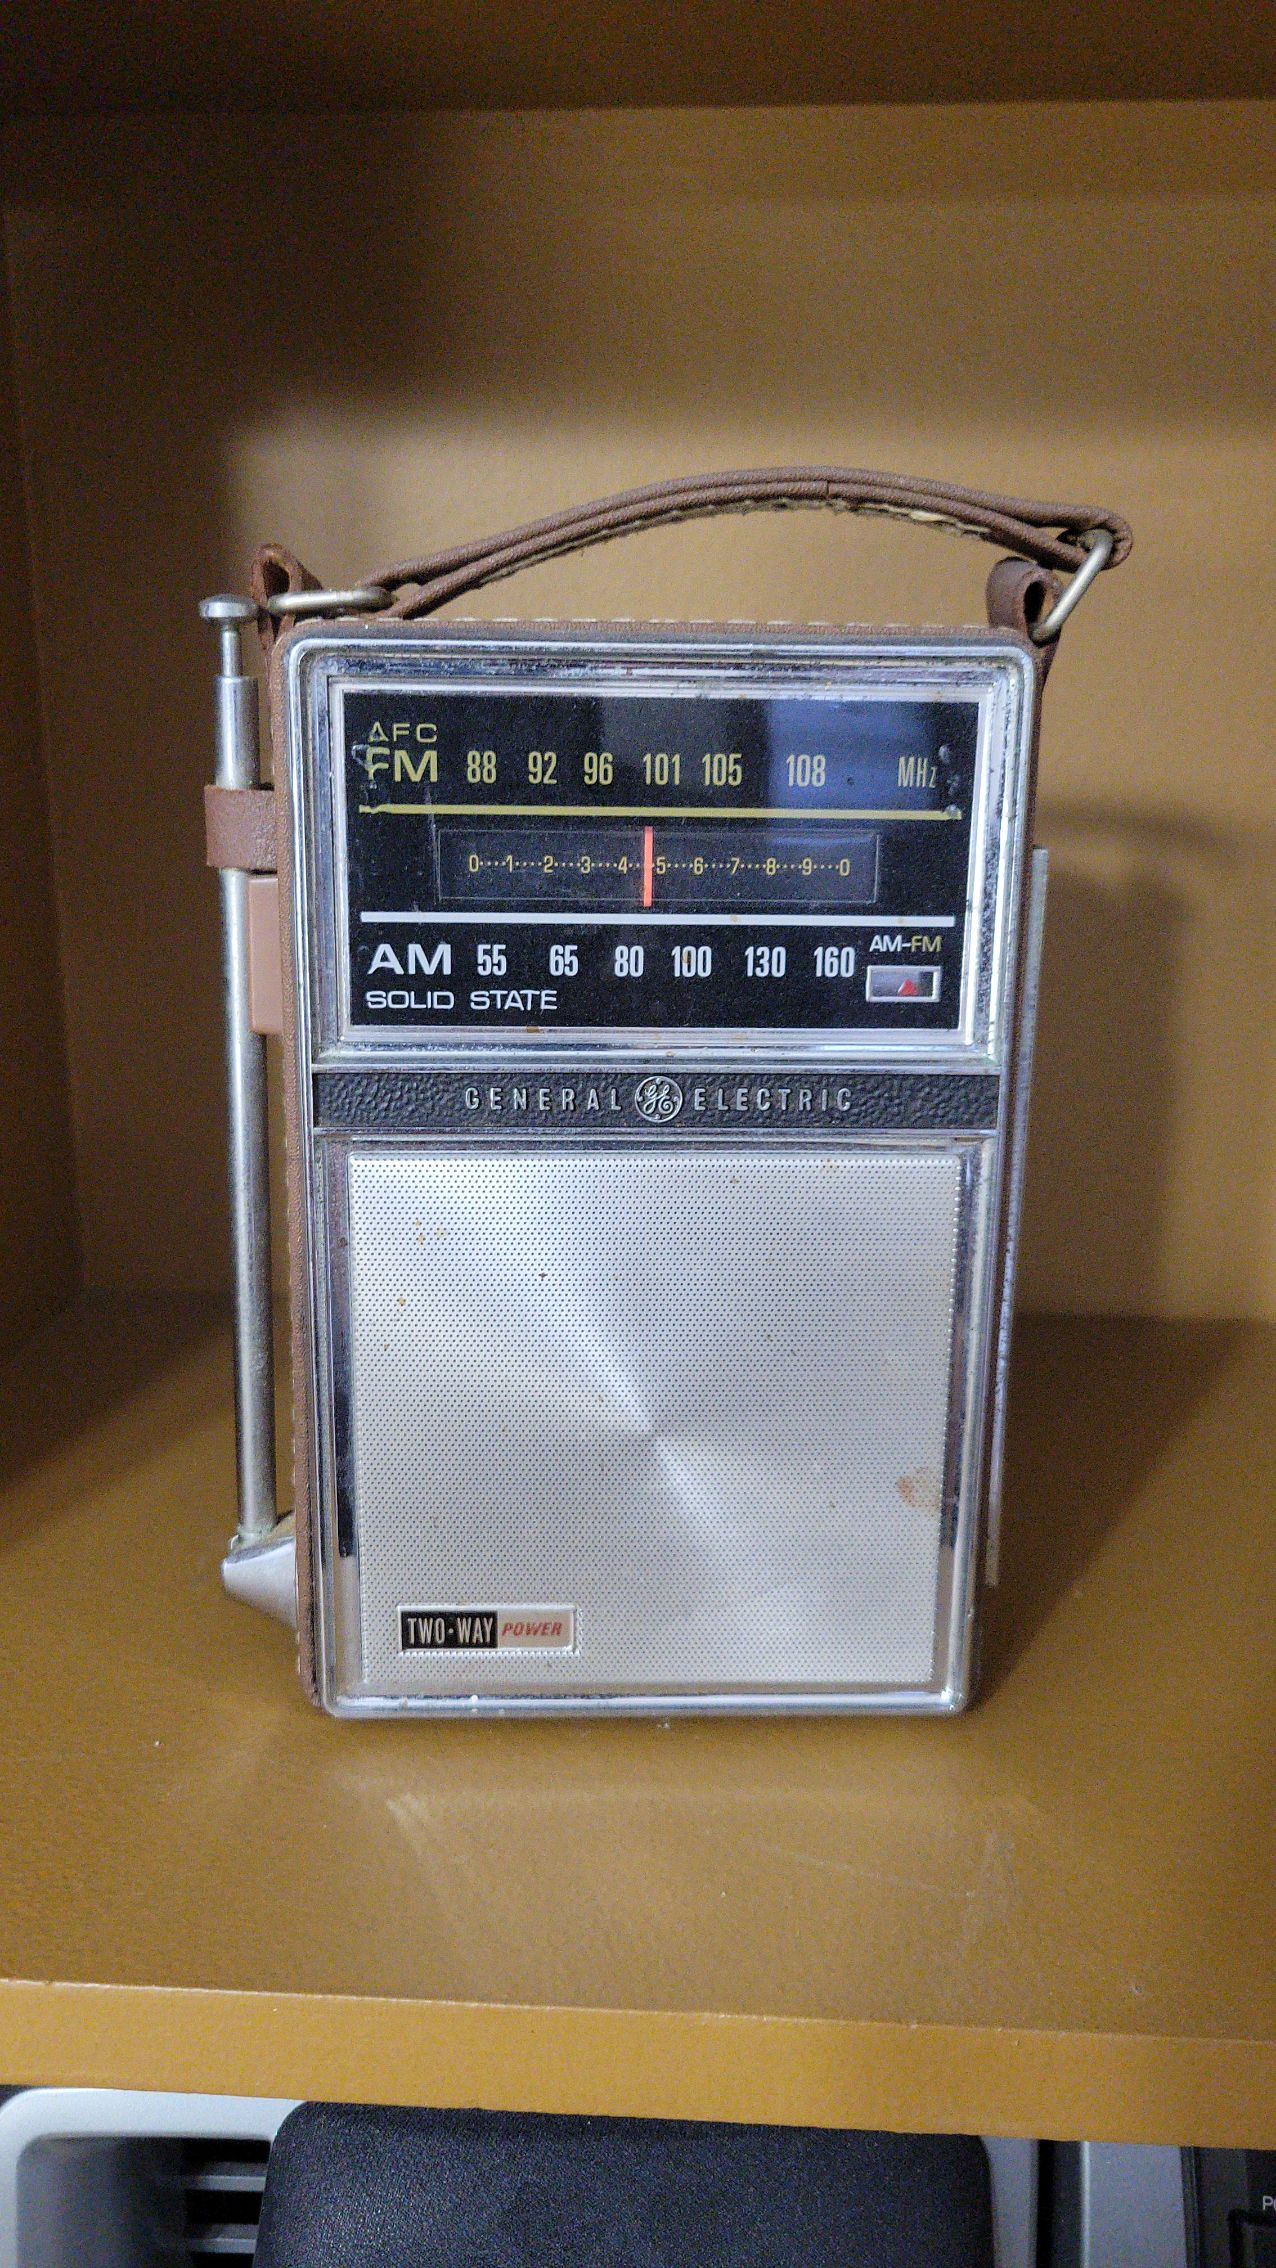 AFC
FM 88 92 96 101 105 108 MHz
0····1····2····3····4····5····6····7····8····9····0
AM 55 65 80 100 130 160 AM-FM
SOLID STATE
GENERAL GE ELECTRIC
TWO·WAY POWER